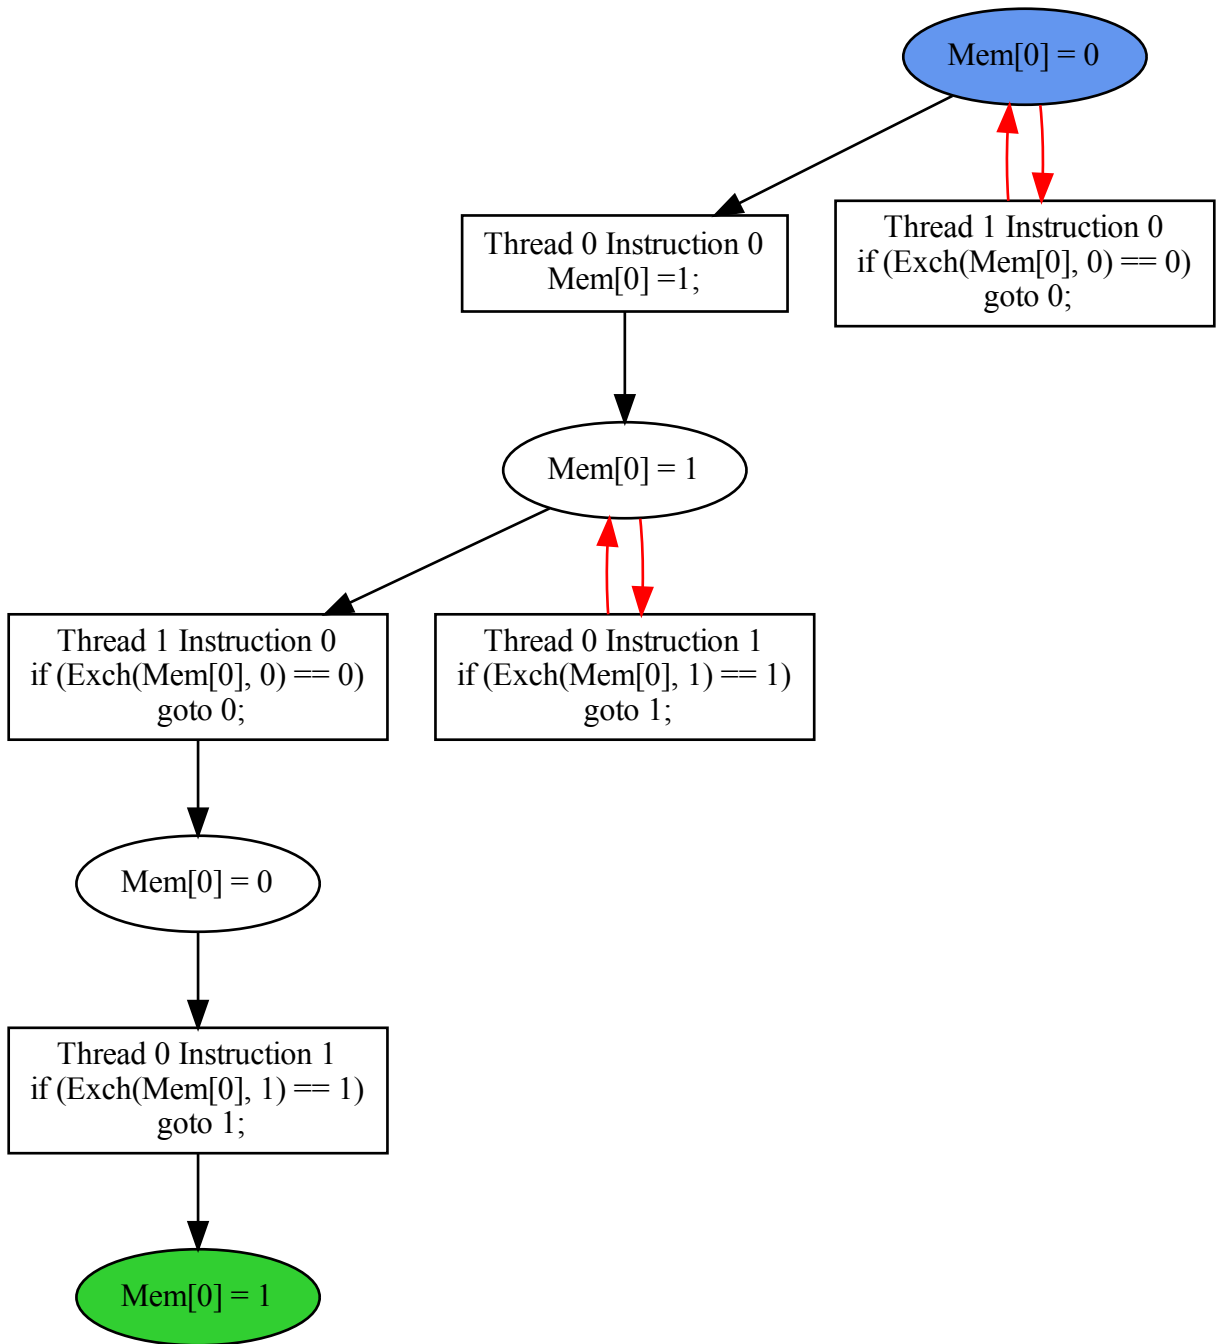 Mem[0] = 0
Thread 0 Instruction 0
Mem[0] =1;
Thread 1 Instruction 0
if (Exch(Mem[0], 0) == 0)
goto 0;
Mem[0] = 1
Thread 1 Instruction 0
if (Exch(Mem[0], 0) == 0)
goto 0;
Thread 0 Instruction 1
if (Exch(Mem[0], 1) == 1)
goto 1;
Mem[0] = 0
Thread 0 Instruction 1
if (Exch(Mem[0], 1) == 1)
goto 1;
Mem[0] = 1